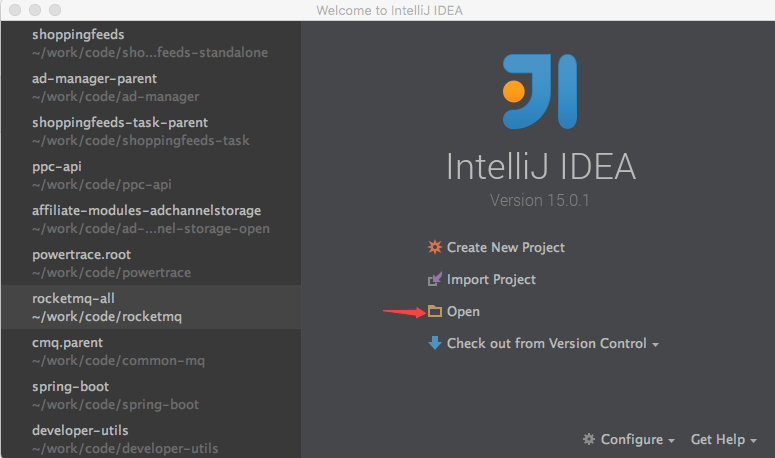 Welcome to IntelliJ IDEA
shoppingfeeds
~/work/code/sho...feeds-standalone
ad-manager-parent
~/work/code/ad-manager
shoppingfeeds-task-parent
~/work/code/shoppingfeeds-task
ppc-api
~/work/code/ppc-api
affiliate-modules-adchannelstorage
~/work/code/ad-...nel-storage-open
powertrace.root
~/work/code/powertrace
rocketmq-all
~/work/code/rocketmq
cmq.parent
~/work/code/common-mq
spring-boot
~/work/code/spring-boot
developer-utils
~/work/code/developer-utils
IntelliJ IDEA
Version 15.0.1
Create New Project
Import Project
Open
Check out from Version Control
Configure
Get Help